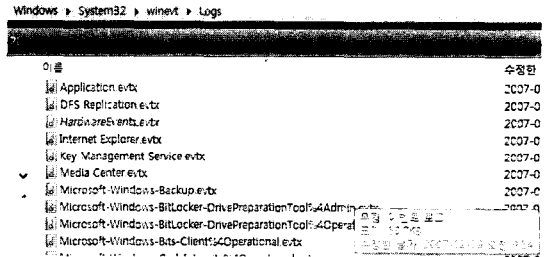 Windows ▸ System32 ▸ winevt ▸ Logs
이름 수정한
Application.evtx 2007-0
DFS Replication.evtx 2007-0
HardwareEvents.evtx 2007-0
Internet Explorer.evtx 2007-0
Key Management Service.evtx 2007-0
Media Center.evtx 2007-0
Microsoft-Windows-Backup.evtx 2007-0
Microsoft-Windows-BitLocker-DrivePreparationTool%4Admin.evtx 2007-0
Microsoft-Windows-BitLocker-DrivePreparationTool%4Operat
Microsoft-Windows-Bits-Client%4Operational.evtx